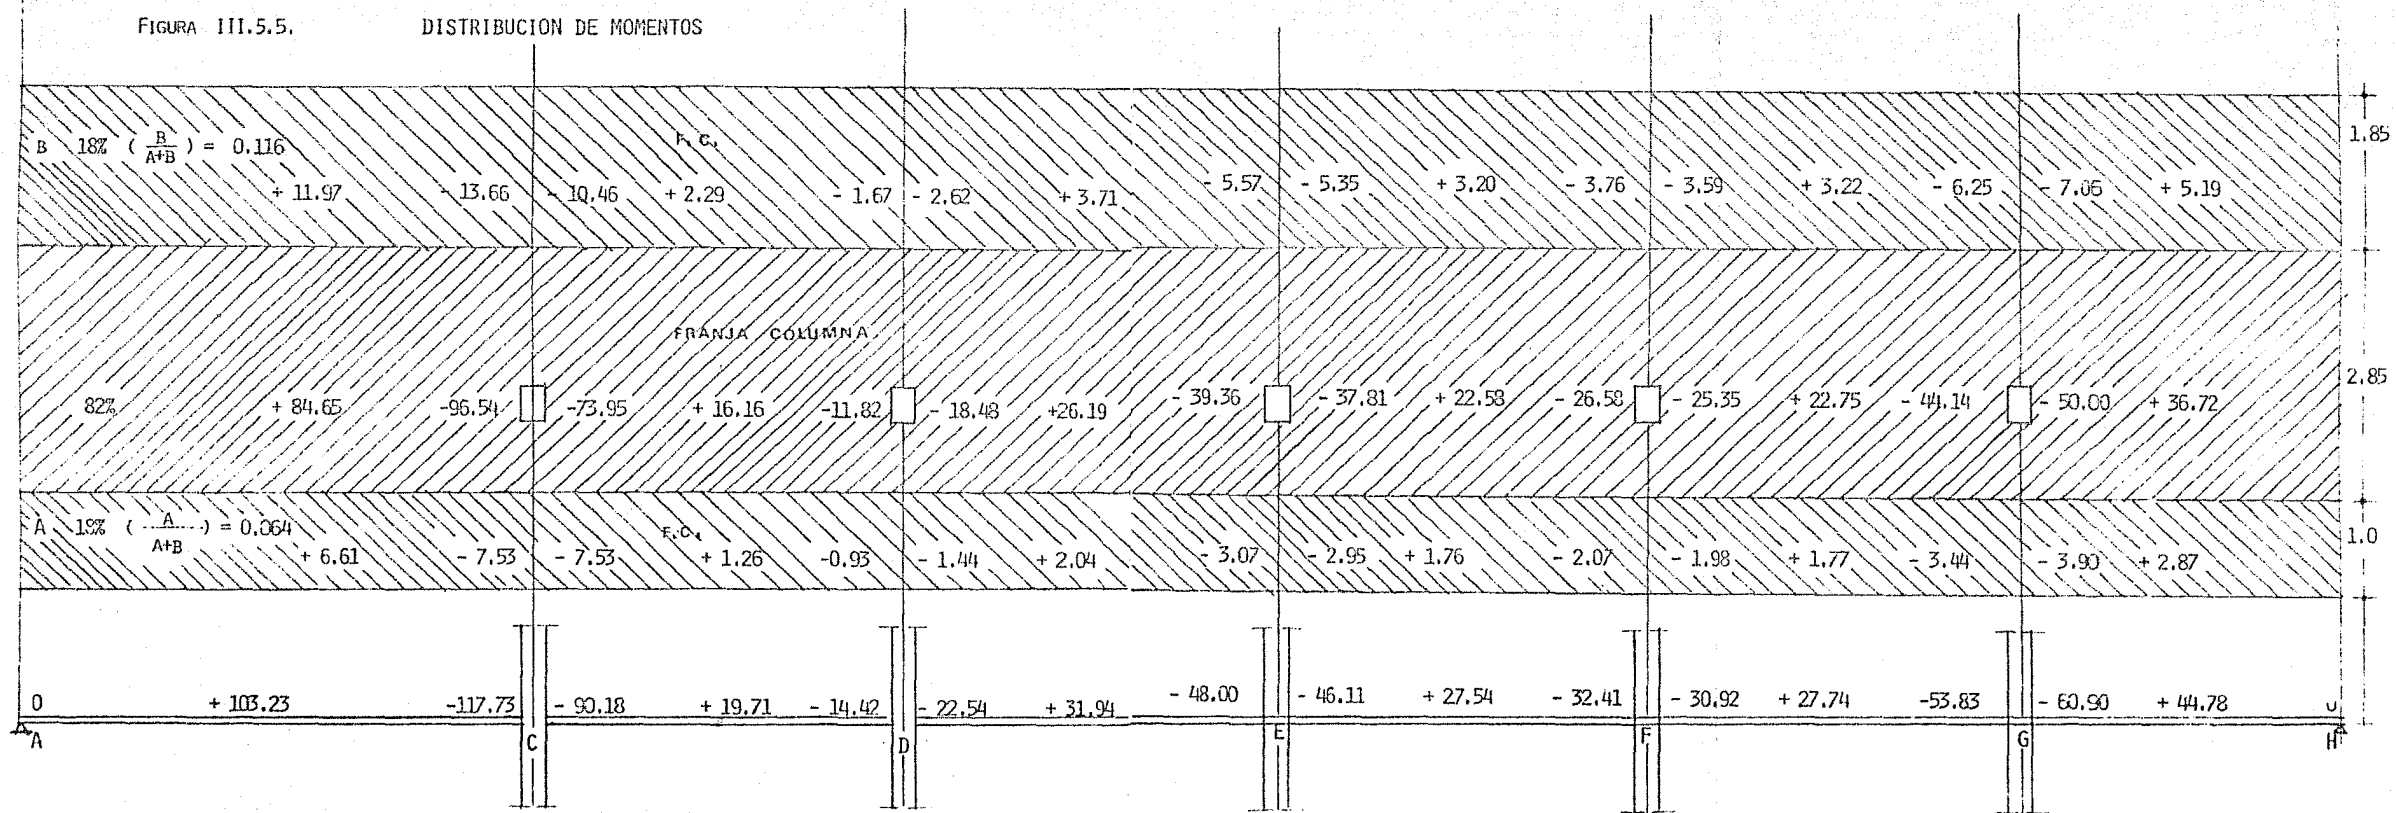 FIGURA III.5.5. DISTRIBUCION DE MOMENTOS
B 18% ( B/A+B ) = 0.116 F.C. 1.85
+ 11.97 - 13.66 - 10.46 + 2.29 - 1.67 - 2.62 + 3.71 - 5.57 - 5.35 + 3.20 - 3.76 - 3.59 + 3.22 - 6.25 - 7.06 + 5.19
FRANJA COLUMNA
82% + 84.65 -96.54 -73.95 + 16.16 -11.82 - 18.48 +26.19 - 39.36 - 37.81 + 22.58 - 26.58 - 25.35 + 22.75 - 44.14 - 50.00 + 36.72 2.85
A 18% ( A/A+B ) = 0.064 F.C. 1.0
+ 6.61 - 7.53 - 7.53 + 1.26 -0.93 - 1.44 + 2.04 - 3.07 - 2.95 + 1.76 - 2.07 - 1.98 + 1.77 - 3.44 - 3.90 + 2.87
0 + 103.23 -117.73 - 90.18 + 19.71 - 14.42 - 22.54 + 31.94 - 48.00 - 46.11 + 27.54 - 32.41 - 30.92 + 27.74 -53.83 - 60.90 + 44.78
A C D E F G H